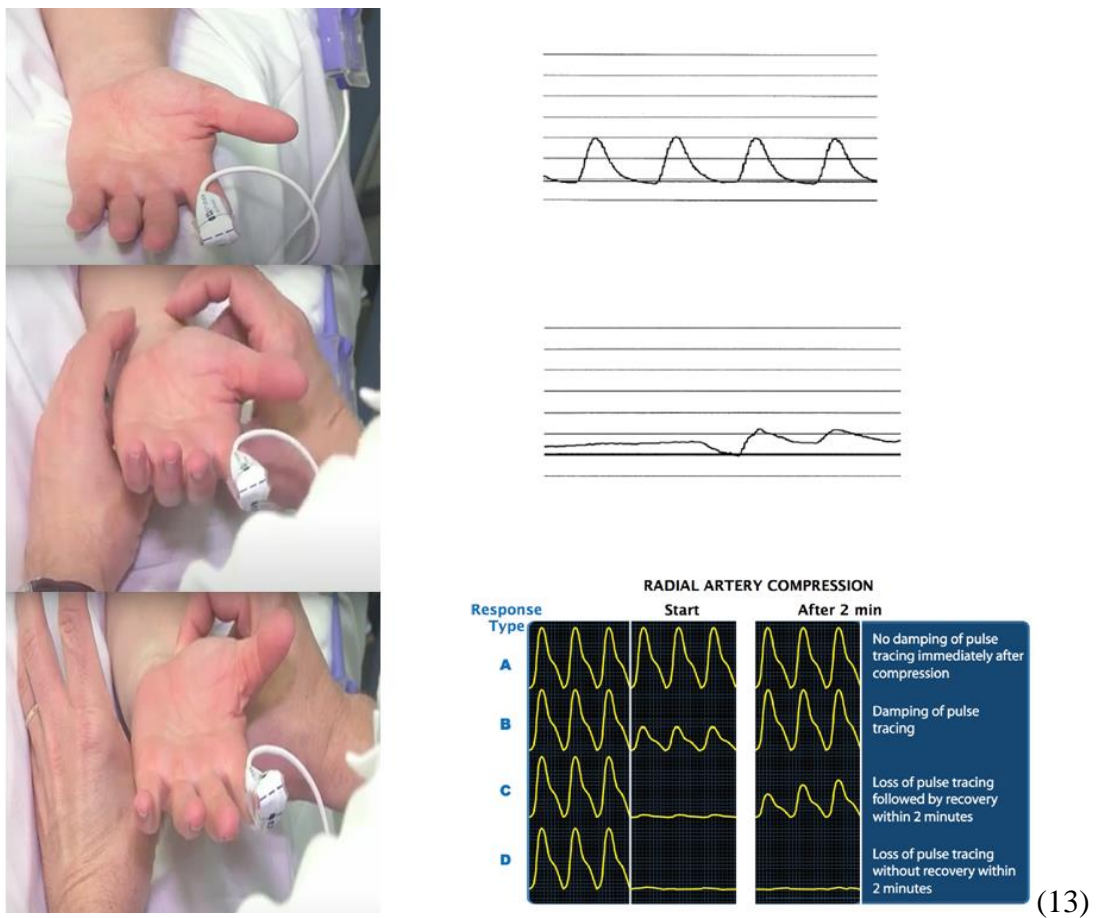 RADIAL ARTERY COMPRESSION
Response
Type
Start
After 2 min
A
No damping of pulse
tracing immediately after
compression
B
Damping of pulse
tracing
C
Loss of pulse tracing
followed by recovery
within 2 minutes
D
Loss of pulse tracing
without recovery within
2 minutes
(13)